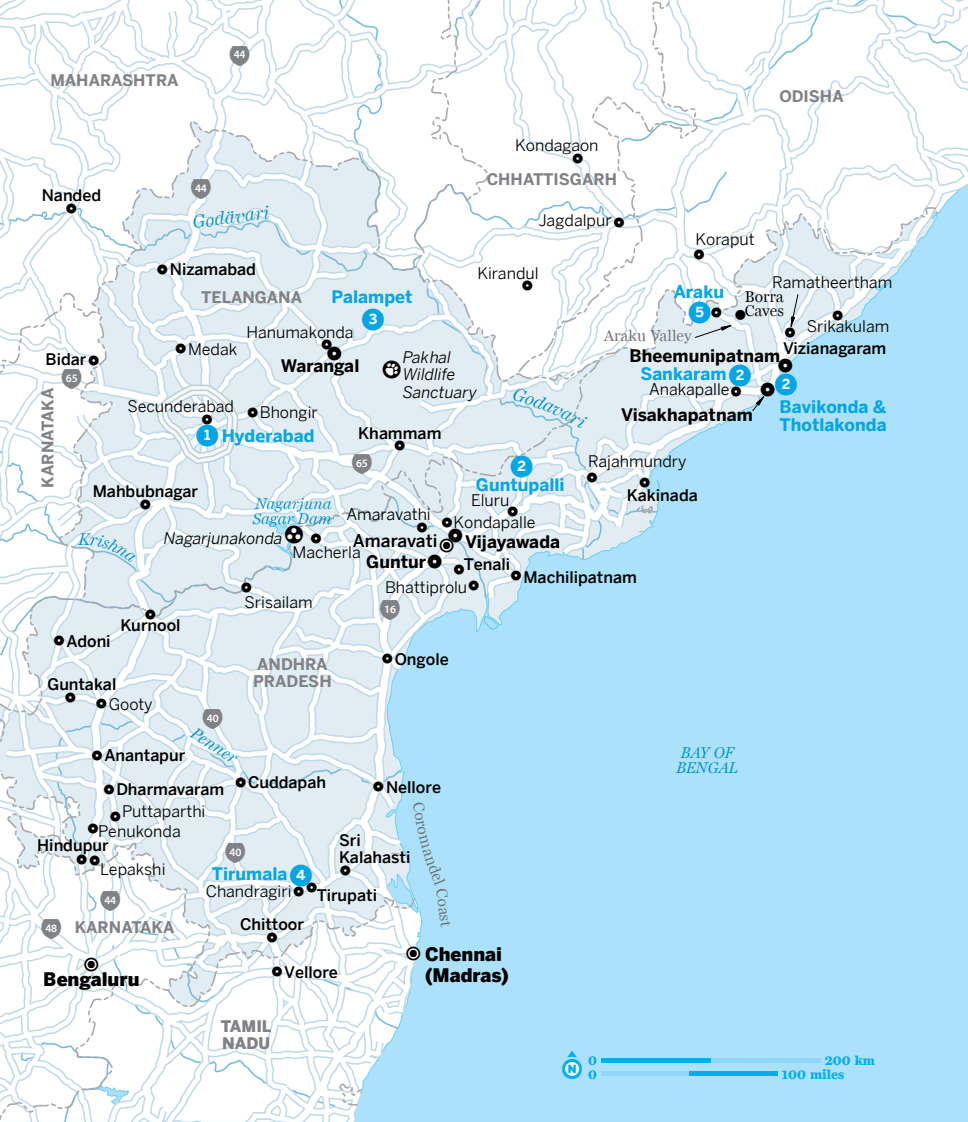 44
MAHARASHTRA
ODISHA
Kondagaon
CHHATTISGARH
44
Nanded
Godāvari
Jagdalpur
Koraput
Nizamabad
Kirandul
Ramatheertham
TELANGANA
Palampet
3
Araku
5
Borra
Caves
Hanumakonda
Araku Valley
Srikakulam
Medak
Warangal
Vizianagaram
Bidar
Pakhal
Wildlife
Sanctuary
Bheemunipatnam
65
Sankaram
2
2
Anakapalle
KARNATAKA
Godavari
Secunderabad
Bhongir
Visakhapatnam
Bavikonda &
Thotlakonda
1
Hyderabad
Khammam
65
2
Guntupalli
Rajahmundry
Mahbubnagar
Kakinada
Nagarjuna
Sagar Dam
Eluru
Amaravathi
Kondapalle
Krishna
Nagarjunakonda
Macherla
Amaravati
Vijayawada
Guntur
Tenali
Machilipatnam
Bhattiprolu
Srisailam
16
Kurnool
Adoni
Ongole
ANDHRA
PRADESH
Guntakal
Gooty
40
Penner
BAY OF
BENGAL
Anantapur
Cuddapah
Nellore
Dharmavaram
Puttaparthi
Coromandel Coast
Penukonda
Hindupur
Sri
Kalahasti
40
Lepakshi
Tirumala
4
Chandragiri
Tirupati
44
48
KARNATAKA
Chittoor
Chennai
(Madras)
Bengaluru
Vellore
TAMIL
NADU
N
0
200 km
0
100 miles